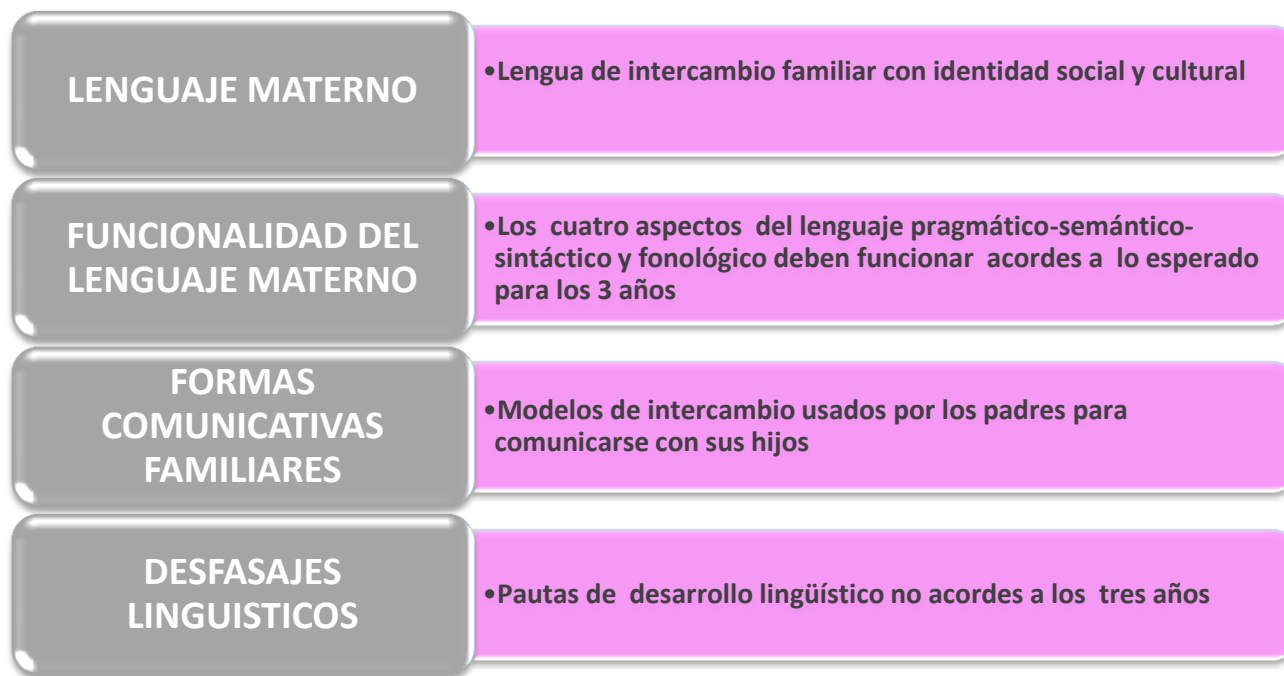 LENGUAJE MATERNO
•Lengua de intercambio familiar con identidad social y cultural
FUNCIONALIDAD DEL
LENGUAJE MATERNO
•Los cuatro aspectos del lenguaje pragmático-semántico-
sintáctico y fonológico deben funcionar acordes a lo esperado
para los 3 años
FORMAS
COMUNICATIVAS
FAMILIARES
•Modelos de intercambio usados por los padres para
comunicarse con sus hijos
DESFASAJES
LINGUISTICOS
•Pautas de desarrollo lingüístico no acordes a los tres años